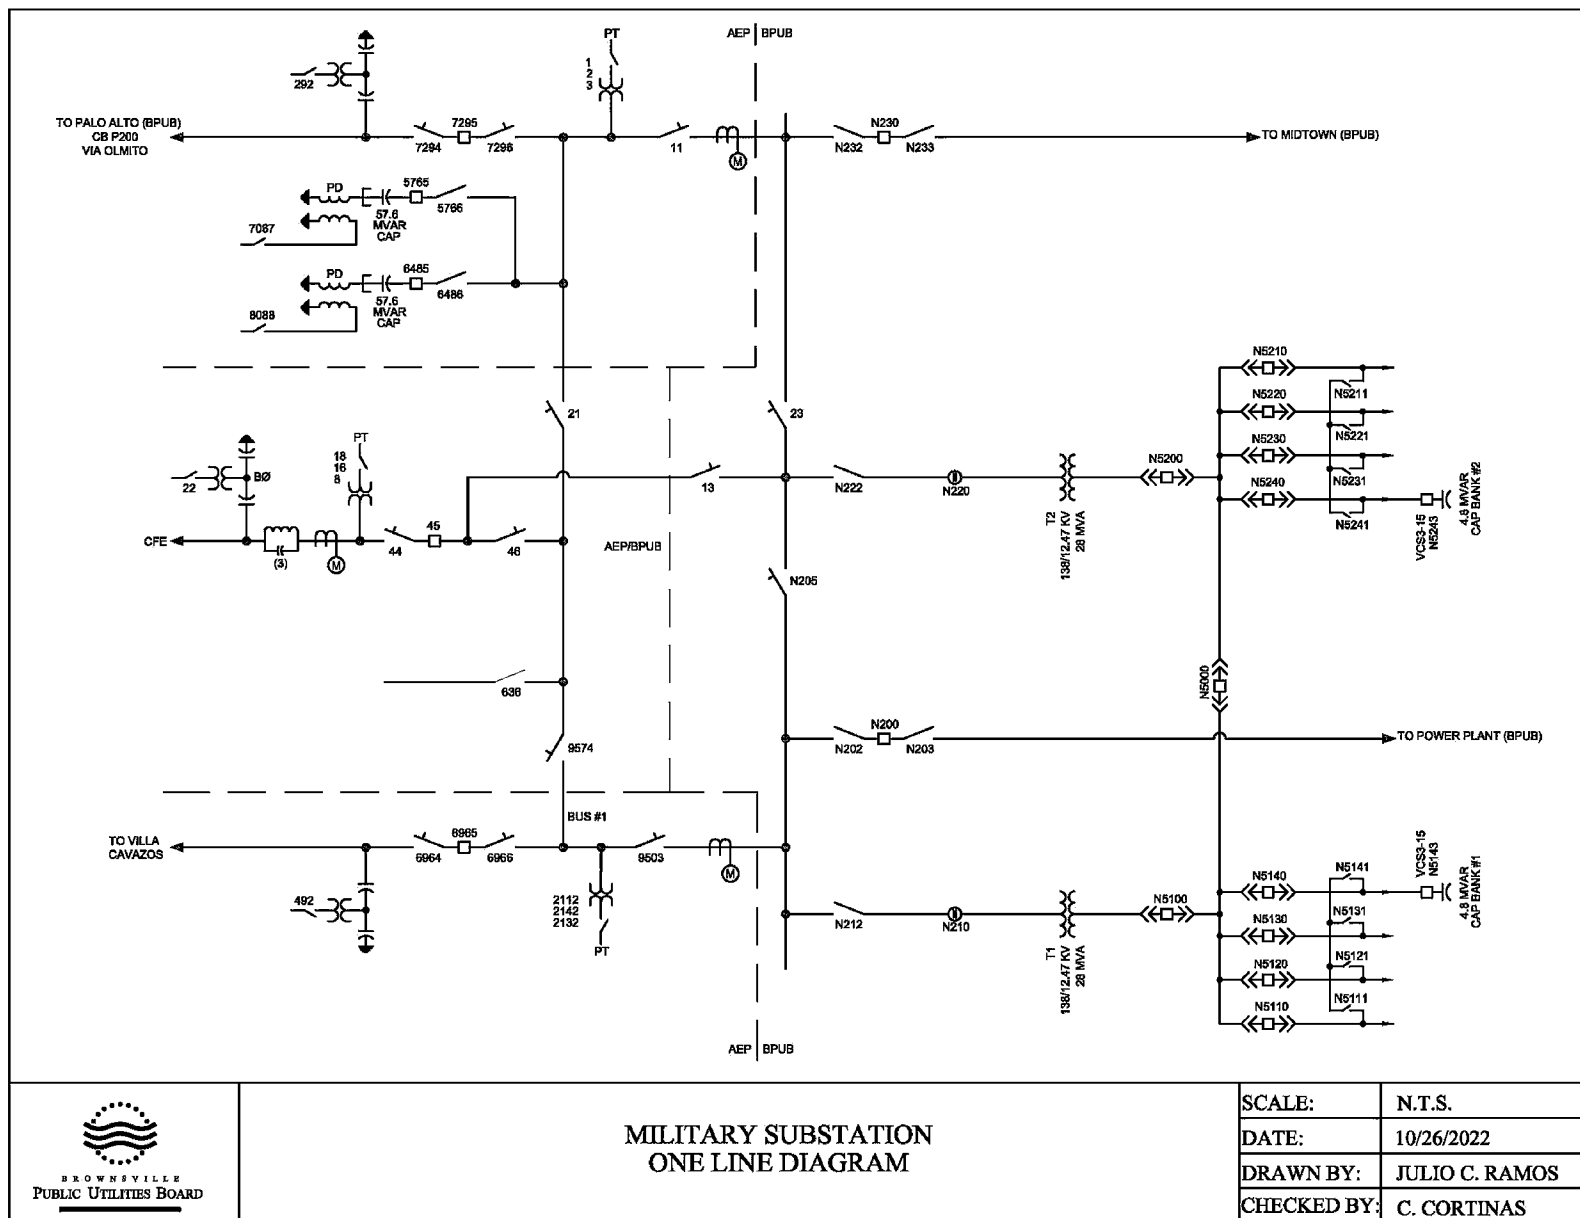 AEP BPUB
PT
1
2
3
292
TO PALO ALTO (BPUB)
CB P200
VIA OLMITO
7295
7294
7296
11
M
N230
N232
N233
TO MIDTOWN (BPUB)
PD
5765
5766
57.6
MVAR
CAP
7087
PD
6485
6486
57.6
MVAR
CAP
8088
21
23
N5210
N5211
N5220
N5221
N5230
N5231
N5240
N5241
VCS3-15
N5243
4.8 MVAR
CAP BANK #2
PT
18
16
8
22
BØ
13
N222
N220
T2
138/12.47 KV
28 MVA
N5200
CFE
(3)
M
44
45
46
AEP/BPUB
N205
636
N5000
9574
N200
N202
N203
TO POWER PLANT (BPUB)
BUS #1
TO VILLA
CAVAZOS
6965
6964
6966
9503
M
492
2112
2142
2132
PT
N212
N210
T1
138/12.47 KV
28 MVA
N5100
N5141
N5140
N5131
N5130
N5121
N5120
N5111
N5110
VCS3-15
N5143
4.8 MVAR
CAP BANK #1
AEP BPUB
BROWNSVILLE
PUBLIC UTILITIES BOARD
MILITARY SUBSTATION
ONE LINE DIAGRAM
SCALE: N.T.S.
DATE: 10/26/2022
DRAWN BY: JULIO C. RAMOS
CHECKED BY: C. CORTINAS